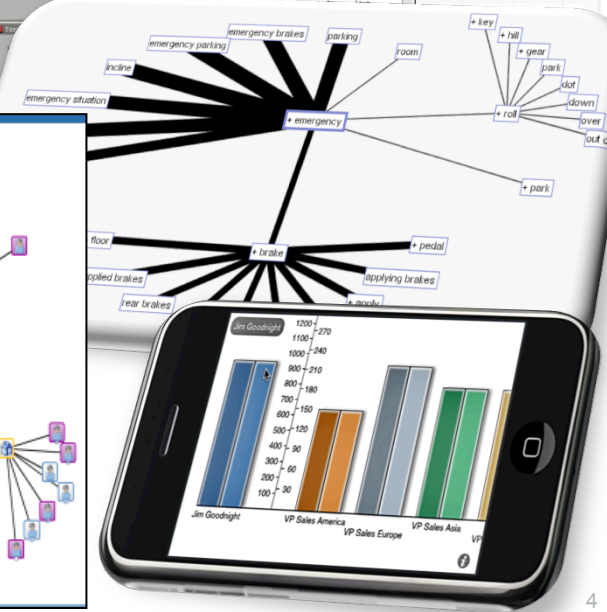 + key
+ hill
+ gear
park
dot
down
over
+ roll
emergency brakes
parking
emergency parking
room
incline
emergency situation
+ emergency
+ park
floor
+ brake
+ pedal
applying brakes
rear brakes
+ apply
Jim Goodnight
1200
1100
1000
900
800
700
600
500
400
300
200
100
270
240
210
180
150
120
90
60
30
Jim Goodnight
VP Sales America
VP Sales Europe
VP Sales Asia
VP
i
4